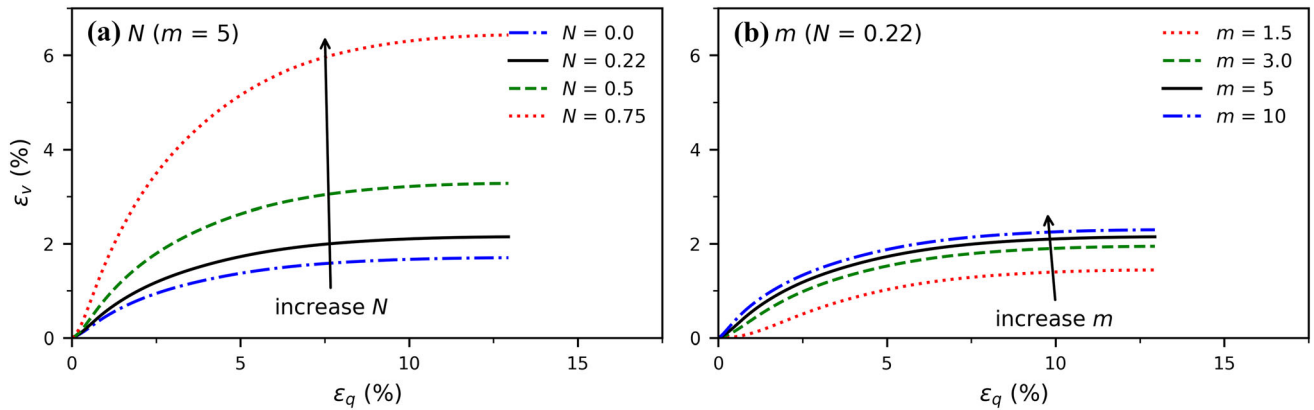 (a) N (m = 5)
N = 0.0
N = 0.22
N = 0.5
N = 0.75
increase N
6
4
2
0
εv (%)
0
5
10
15
εq (%)
(b) m (N = 0.22)
m = 1.5
m = 3.0
m = 5
m = 10
increase m
6
4
2
0
0
5
10
15
εq (%)